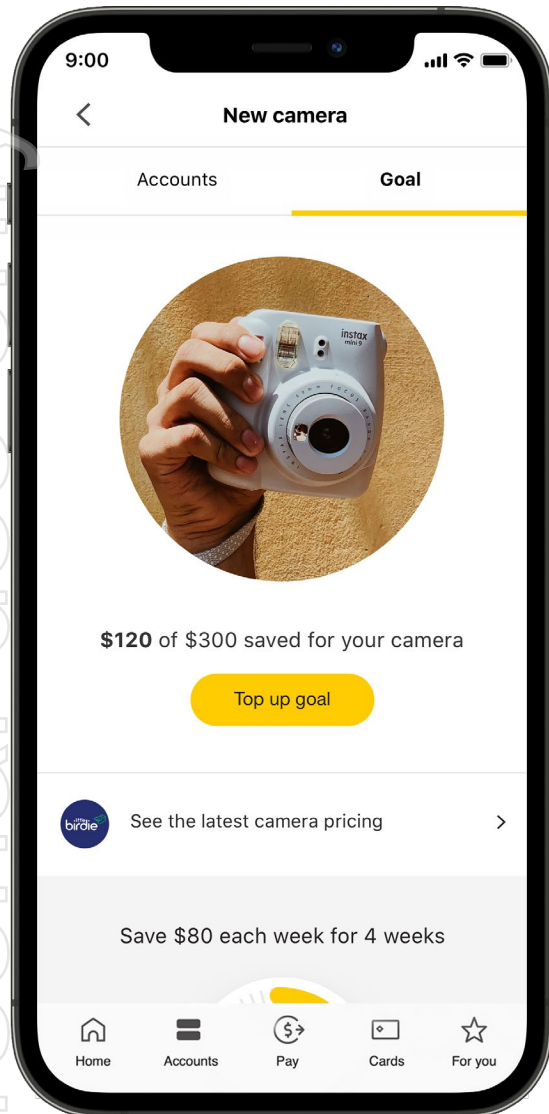 9:00
New camera
Accounts
Goal
instax
mini 9
$120 of $300 saved for your camera
Top up goal
birdie
See the latest camera pricing
Save $80 each week for 4 weeks
Home
Accounts
Pay
Cards
For you